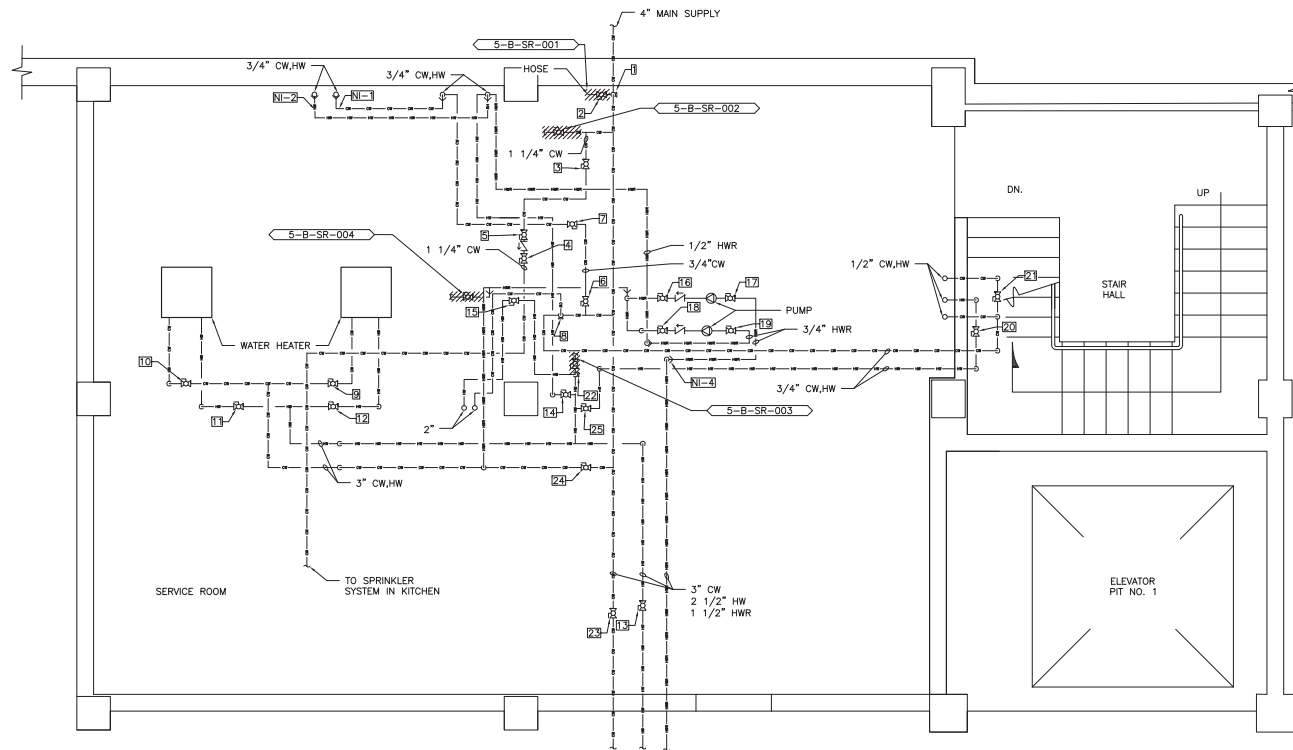 4" MAIN SUPPLY
5-B-SR-001
3/4" CW,HW
3/4" CW,HW
HOSE
1
NI-2
NI-1
2
5-B-SR-002
1 1/4" CW
3
DN.
UP
7
5-B-SR-004
5
4
1 1/4" CW
1/2" HWR
3/4"CW
1/2" CW,HW
21
STAIR
HALL
6
16
17
15
PUMP
18
19
20
8
3/4" HWR
WATER HEATER
10
9
NI-4
3/4" CW,HW
22
14
5-B-SR-003
11
12
2"
25
3" CW,HW
24
TO SPRINKLER
SYSTEM IN KITCHEN
SERVICE ROOM
3" CW
2 1/2" HW
1 1/2" HWR
ELEVATOR
PIT NO. 1
23
13